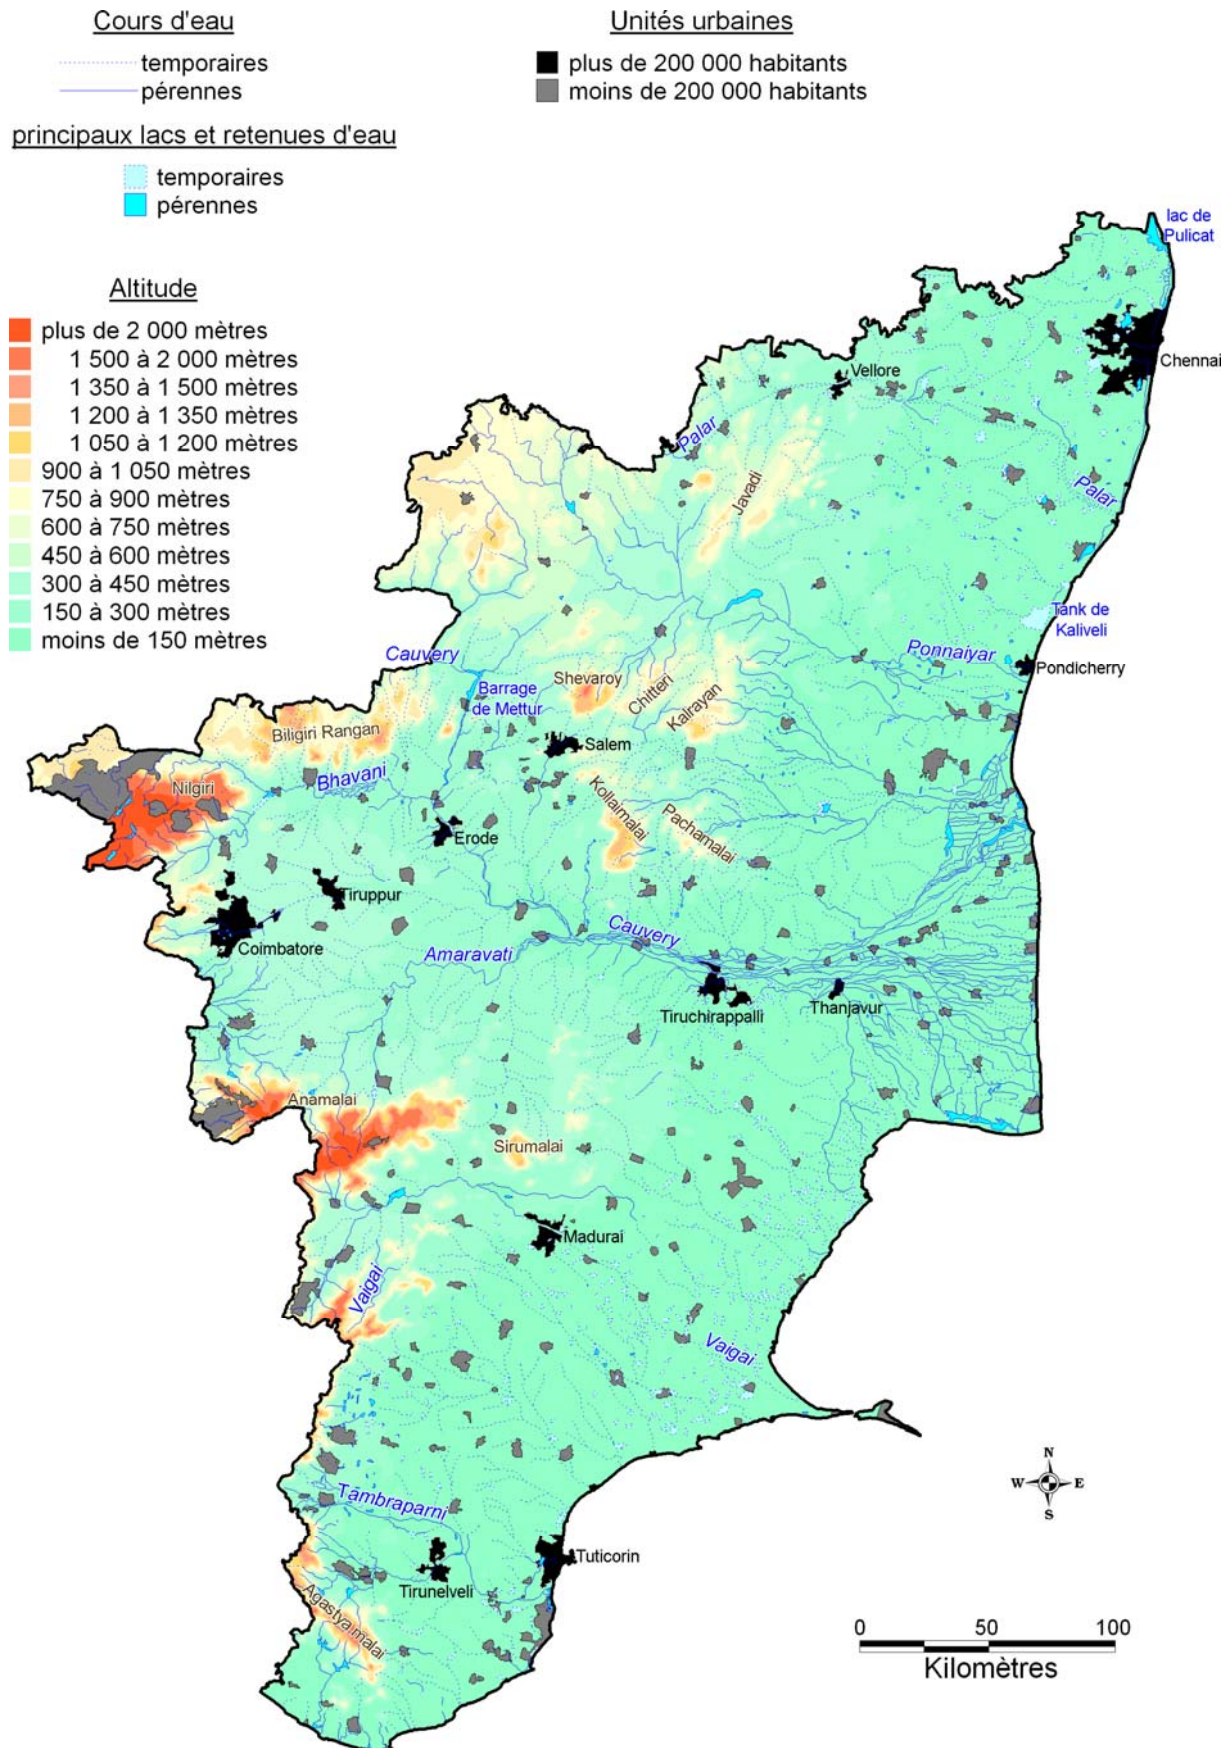 Cours d'eau
temporaires
pérennes
Unités urbaines
plus de 200 000 habitants
moins de 200 000 habitants
principaux lacs et retenues d'eau
temporaires
pérennes
Altitude
plus de 2 000 mètres
1 500 à 2 000 mètres
1 350 à 1 500 mètres
1 200 à 1 350 mètres
1 050 à 1 200 mètres
900 à 1 050 mètres
750 à 900 mètres
600 à 750 mètres
450 à 600 mètres
300 à 450 mètres
150 à 300 mètres
moins de 150 mètres
lac de
Pulicat
Chennai
Vellore
Palar
Javadi
Palar
Tank de
Kaliveli
Ponnaiyar
Pondicherry
Cauvery
Barrage
de Mettur
Shevaroy
Chitteri
Kalrayan
Biligiri Rangan
Salem
Nilgiri
Bhavani
Kollaimalai
Pachamalai
Erode
Tiruppur
Coimbatore
Cauvery
Amaravati
Tiruchirappalli
Thanjavur
Anamalai
Sirumalai
Madurai
Vaigai
Vaigai
Tambraparni
Tuticorin
Tirunelveli
Agastya malai
N
W
E
S
0 50 100
Kilomètres